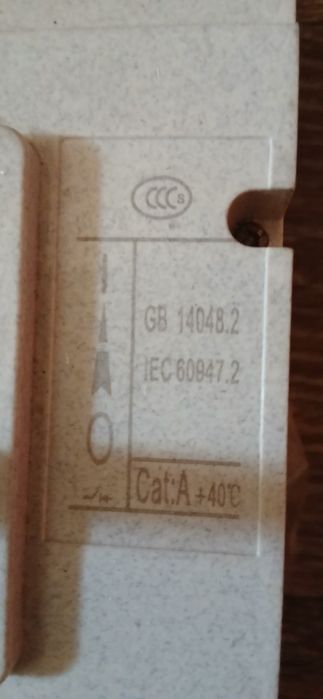 CCC S
GB 14048.2
IEC 60947.2
I
O
Cat:A +40℃